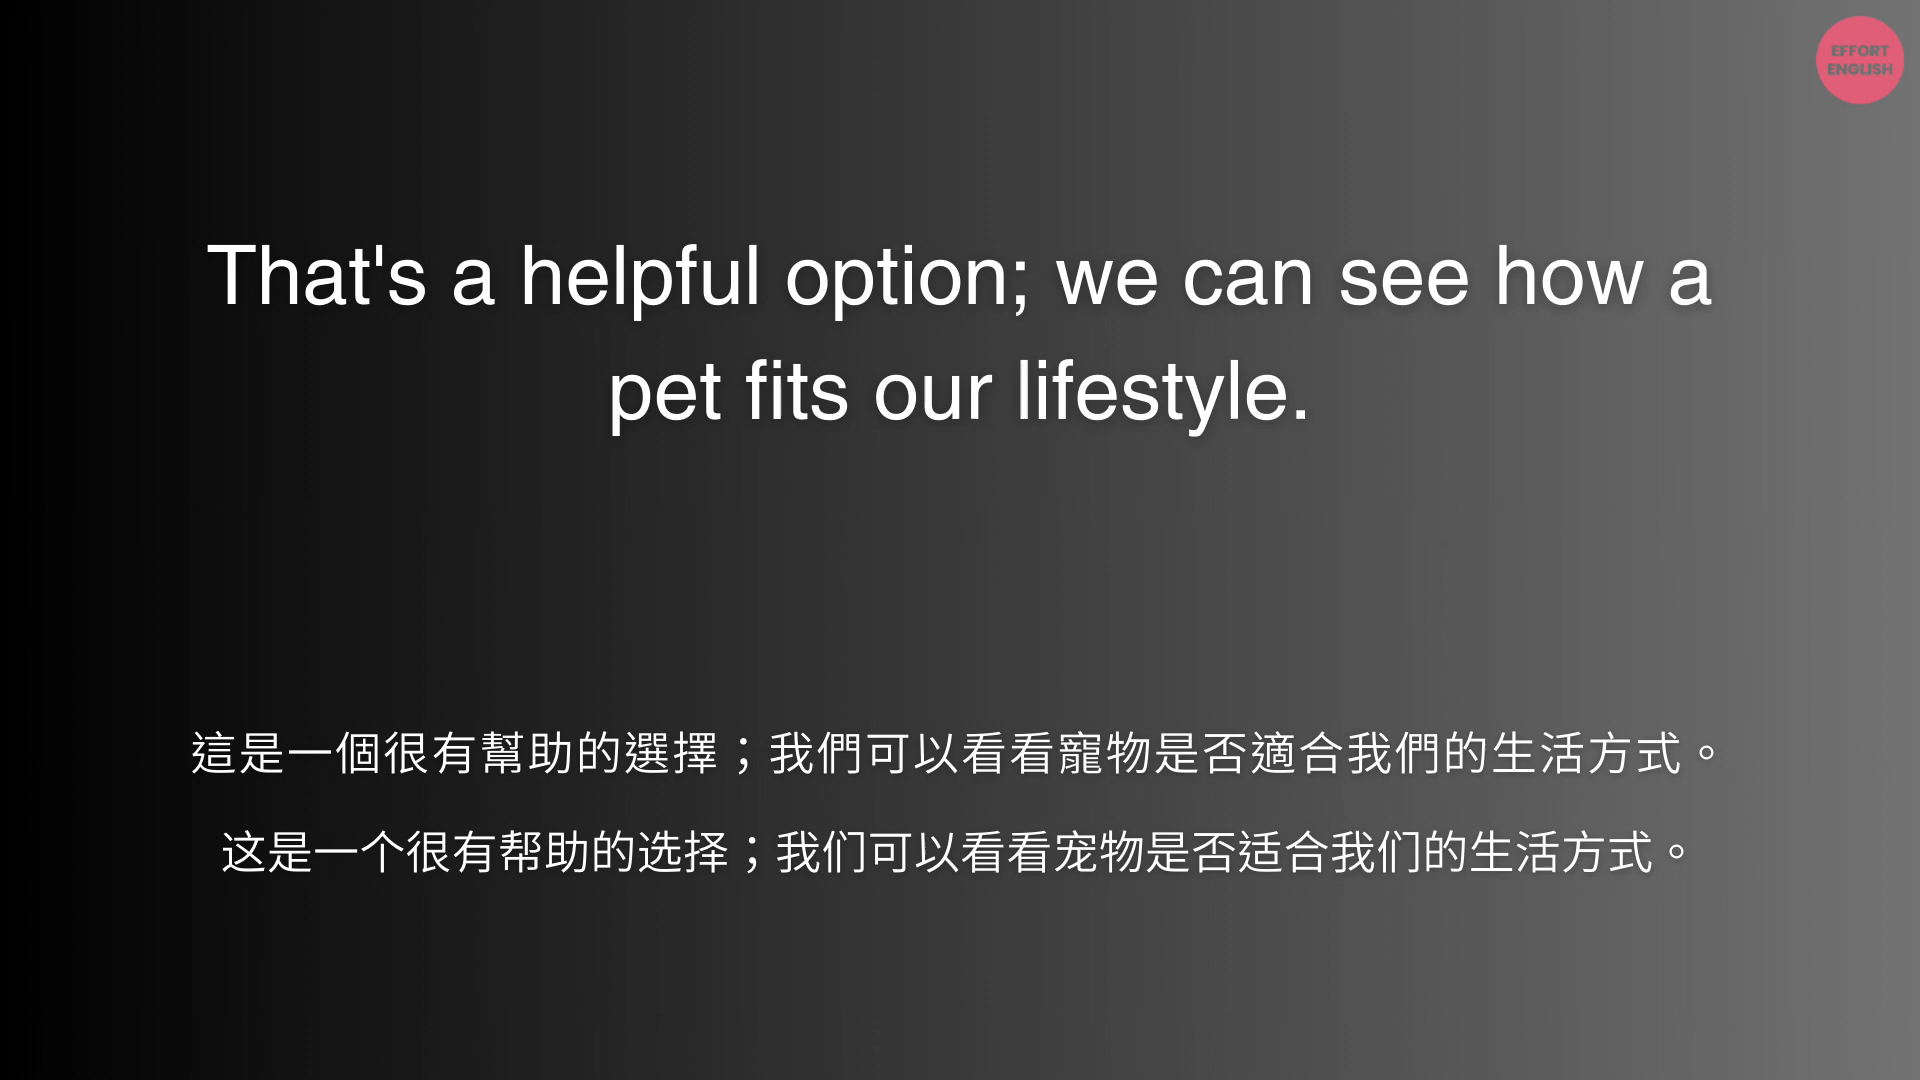 EFFORT
ENGLISH
That's a helpful option; we can see how a
pet fits our lifestyle.
這是一個很有幫助的選擇；我們可以看看寵物是否適合我們的生活方式。
这是一个很有帮助的选择；我们可以看看宠物是否适合我们的生活方式。